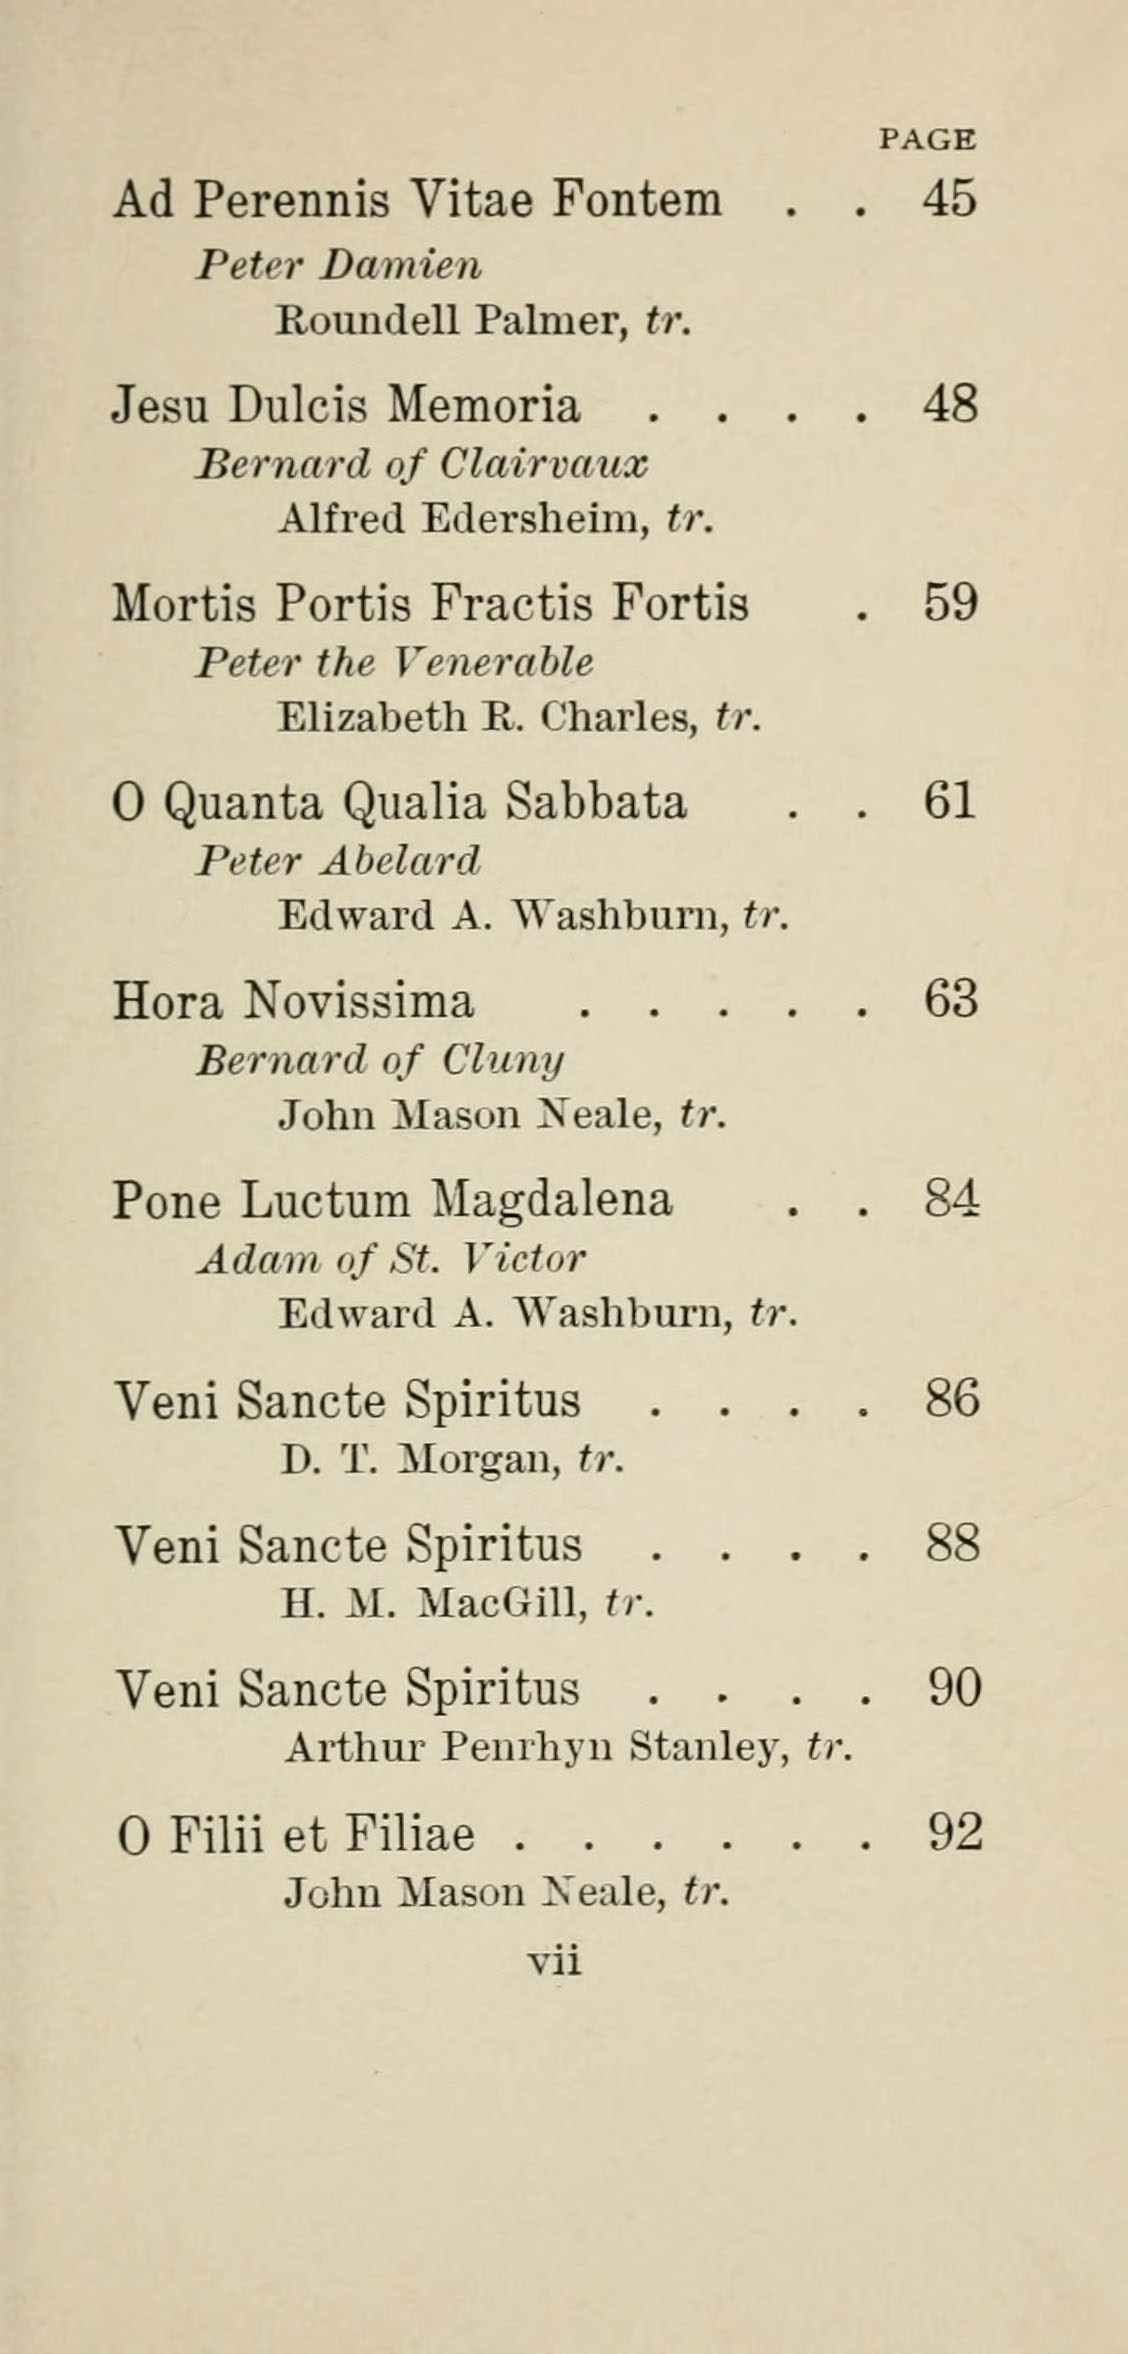 PAGE
Ad Perennis Vitae Fontem . . 45
Peter Damien
Roundell Palmer, tr.
Jesu Dulcis Memoria . . . . 48
Bernard of Clairvaux
Alfred Edersheim, tr.
Mortis Portis Fractis Fortis . 59
Peter the Venerable
Elizabeth R. Charles, tr.
O Quanta Qualia Sabbata . . 61
Peter Abelard
Edward A. Washburn, tr.
Hora Novissima . . . . . 63
Bernard of Cluny
John Mason Neale, tr.
Pone Luctum Magdalena . . 84
Adam of St. Victor
Edward A. Washburn, tr.
Veni Sancte Spiritus . . . . 86
D. T. Morgan, tr.
Veni Sancte Spiritus . . . . 88
H. M. MacGill, tr.
Veni Sancte Spiritus . . . . 90
Arthur Penrhyn Stanley, tr.
O Filii et Filiae . . . . . . 92
John Mason Neale, tr.
vii